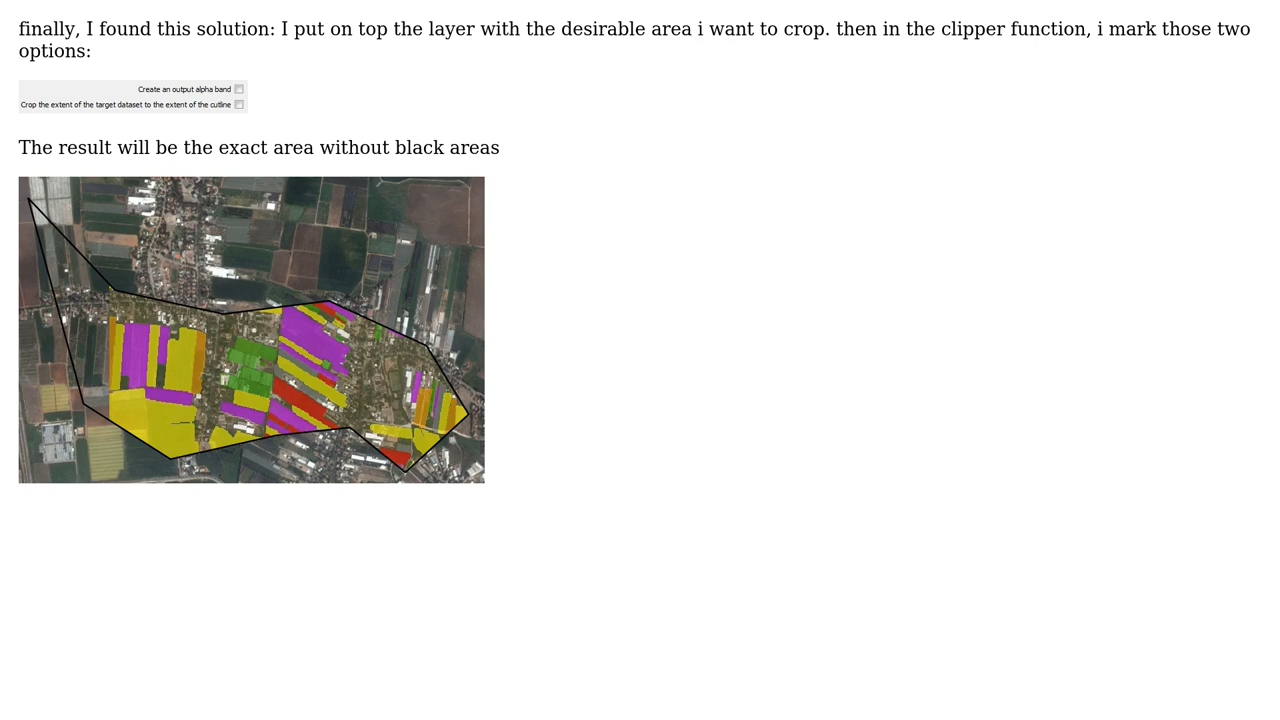 finally, I found this solution: I put on top the layer with the desirable area i want to crop. then in the clipper function, i mark those two
options:
Create an output alpha band
Crop the extent of the target dataset to the extent of the cutline
The result will be the exact area without black areas